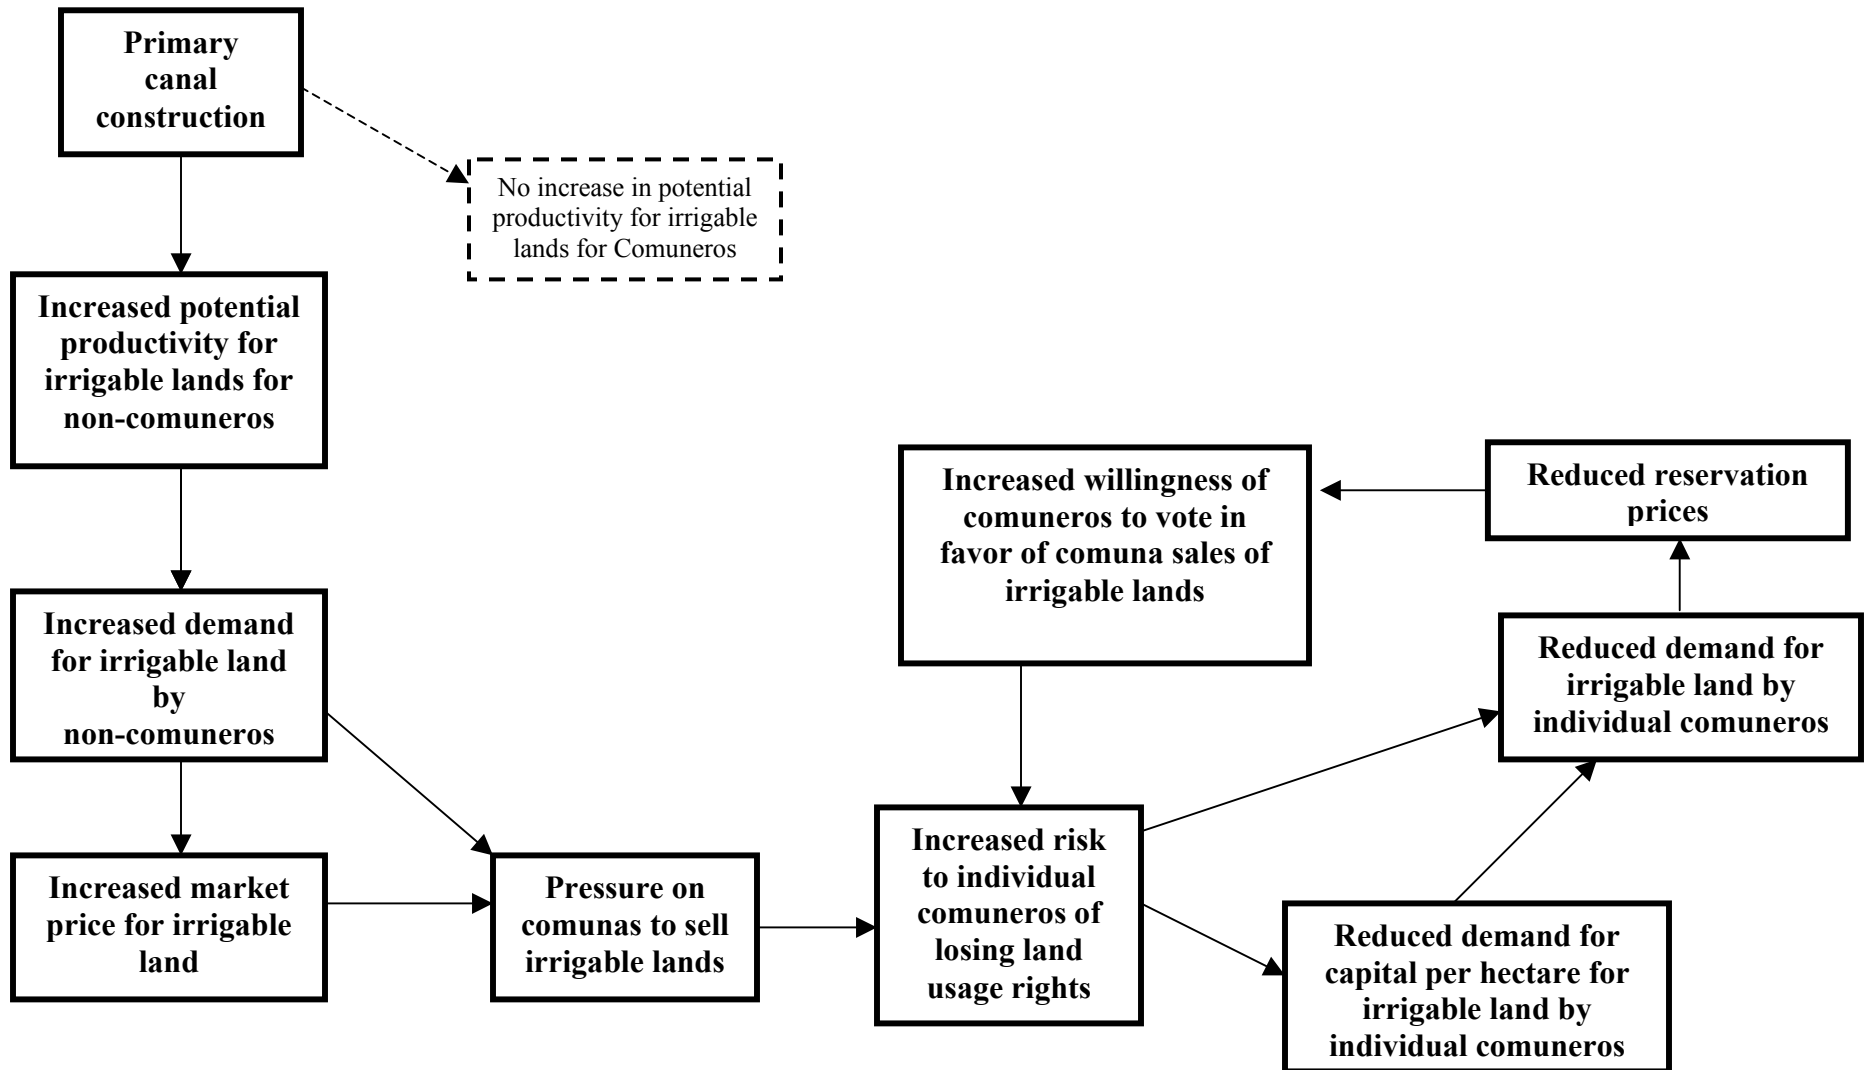 Primary
canal
construction
No increase in potential
productivity for irrigable
lands for Comuneros
Increased potential
productivity for
irrigable lands for
non-comuneros
Increased demand
for irrigable land
by
non-comuneros
Increased market
price for irrigable
land
Pressure on
comunas to sell
irrigable lands
Increased willingness of
comuneros to vote in
favor of comuna sales of
irrigable lands
Increased risk
to individual
comuneros of
losing land
usage rights
Reduced reservation
prices
Reduced demand for
irrigable land by
individual comuneros
Reduced demand for
capital per hectare for
irrigable land by
individual comuneros